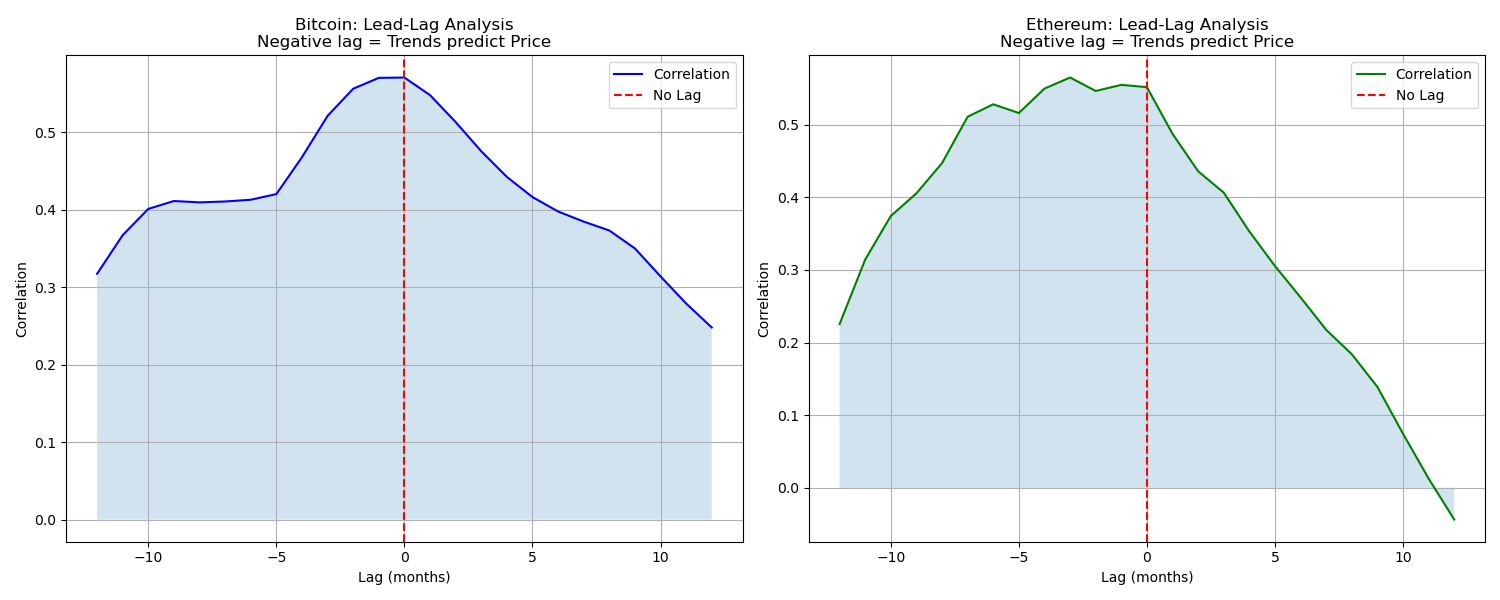 Bitcoin: Lead-Lag Analysis
Negative lag = Trends predict Price
Correlation
No Lag
0.5
0.4
0.3
0.2
0.1
0.0
Correlation
−10
−5
0
5
10
Lag (months)
Ethereum: Lead-Lag Analysis
Negative lag = Trends predict Price
Correlation
No Lag
0.5
0.4
0.3
0.2
0.1
0.0
Correlation
−10
−5
0
5
10
Lag (months)